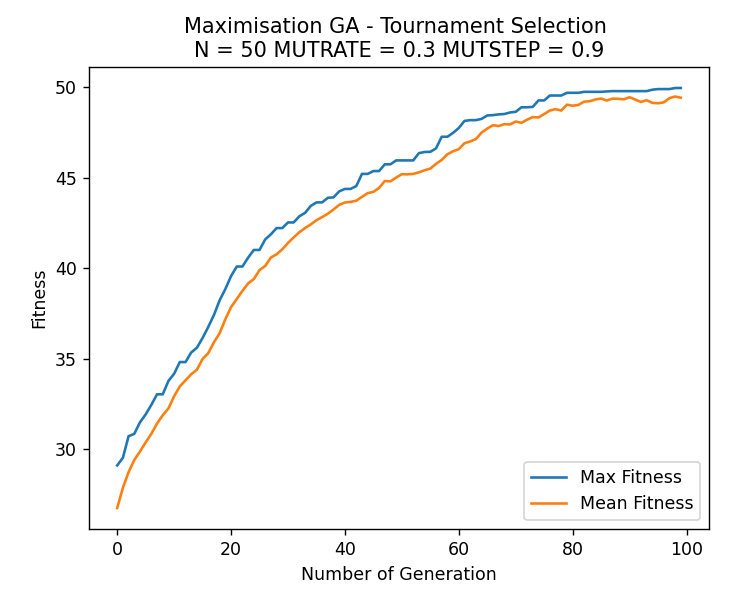 Maximisation GA - Tournament Selection
N = 50 MUTRATE = 0.3 MUTSTEP = 0.9
50
45
40
35
30
Fitness
Max Fitness
Mean Fitness
0 20 40 60 80 100
Number of Generation